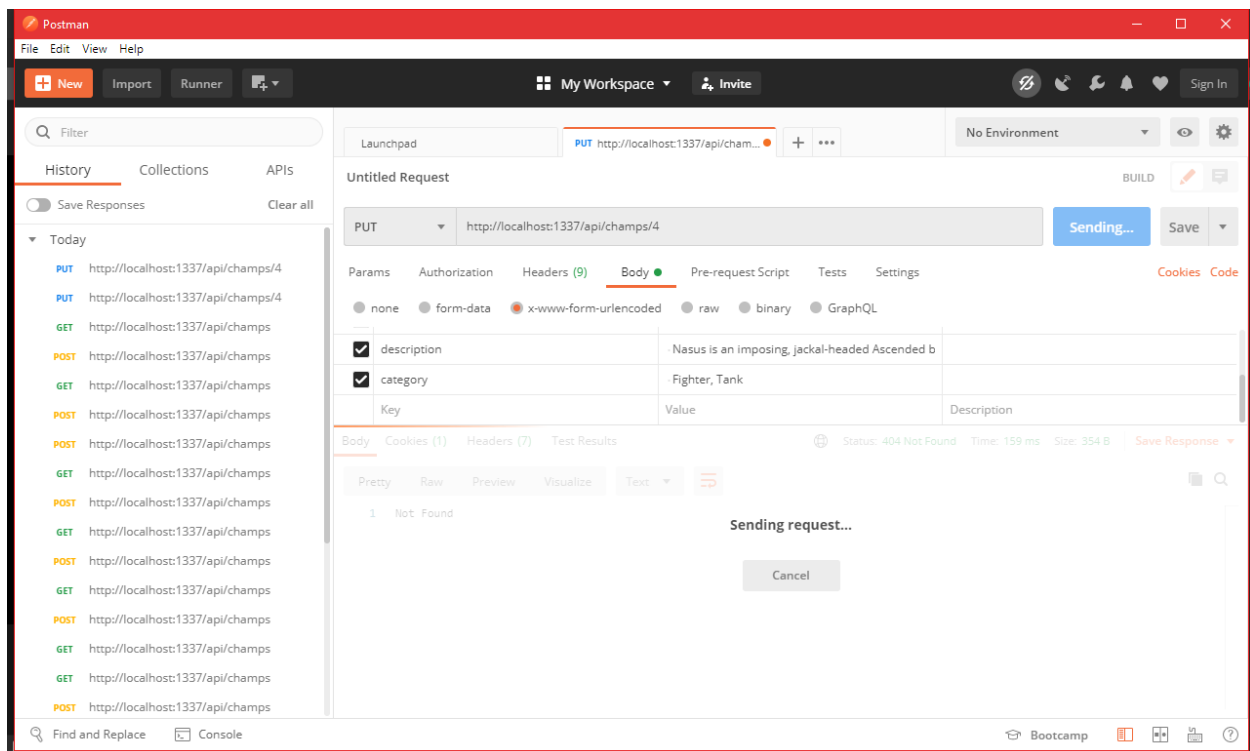 Postman
File Edit View Help
New Import Runner My Workspace Invite Sign In
Filter
History Collections APIs
Save Responses Clear all
Today
PUT http://localhost:1337/api/champs/4
PUT http://localhost:1337/api/champs/4
GET http://localhost:1337/api/champs
POST http://localhost:1337/api/champs
GET http://localhost:1337/api/champs
POST http://localhost:1337/api/champs
POST http://localhost:1337/api/champs
GET http://localhost:1337/api/champs
POST http://localhost:1337/api/champs
GET http://localhost:1337/api/champs
POST http://localhost:1337/api/champs
GET http://localhost:1337/api/champs
POST http://localhost:1337/api/champs
GET http://localhost:1337/api/champs
GET http://localhost:1337/api/champs
POST http://localhost:1337/api/champs
Launchpad PUT http://localhost:1337/api/cham... No Environment
Untitled Request BUILD
PUT http://localhost:1337/api/champs/4 Sending... Save
Params Authorization Headers (9) Body Pre-request Script Tests Settings Cookies Code
none form-data x-www-form-urlencoded raw binary GraphQL
description Nasus is an imposing, jackal-headed Ascended b
category Fighter, Tank
Key Value Description
Body Cookies (1) Headers (7) Test Results Status: 404 Not Found Time: 159 ms Size: 354 B Save Response
Pretty Raw Preview Visualize Text
1 Not Found
Sending request...
Cancel
Find and Replace Console Bootcamp